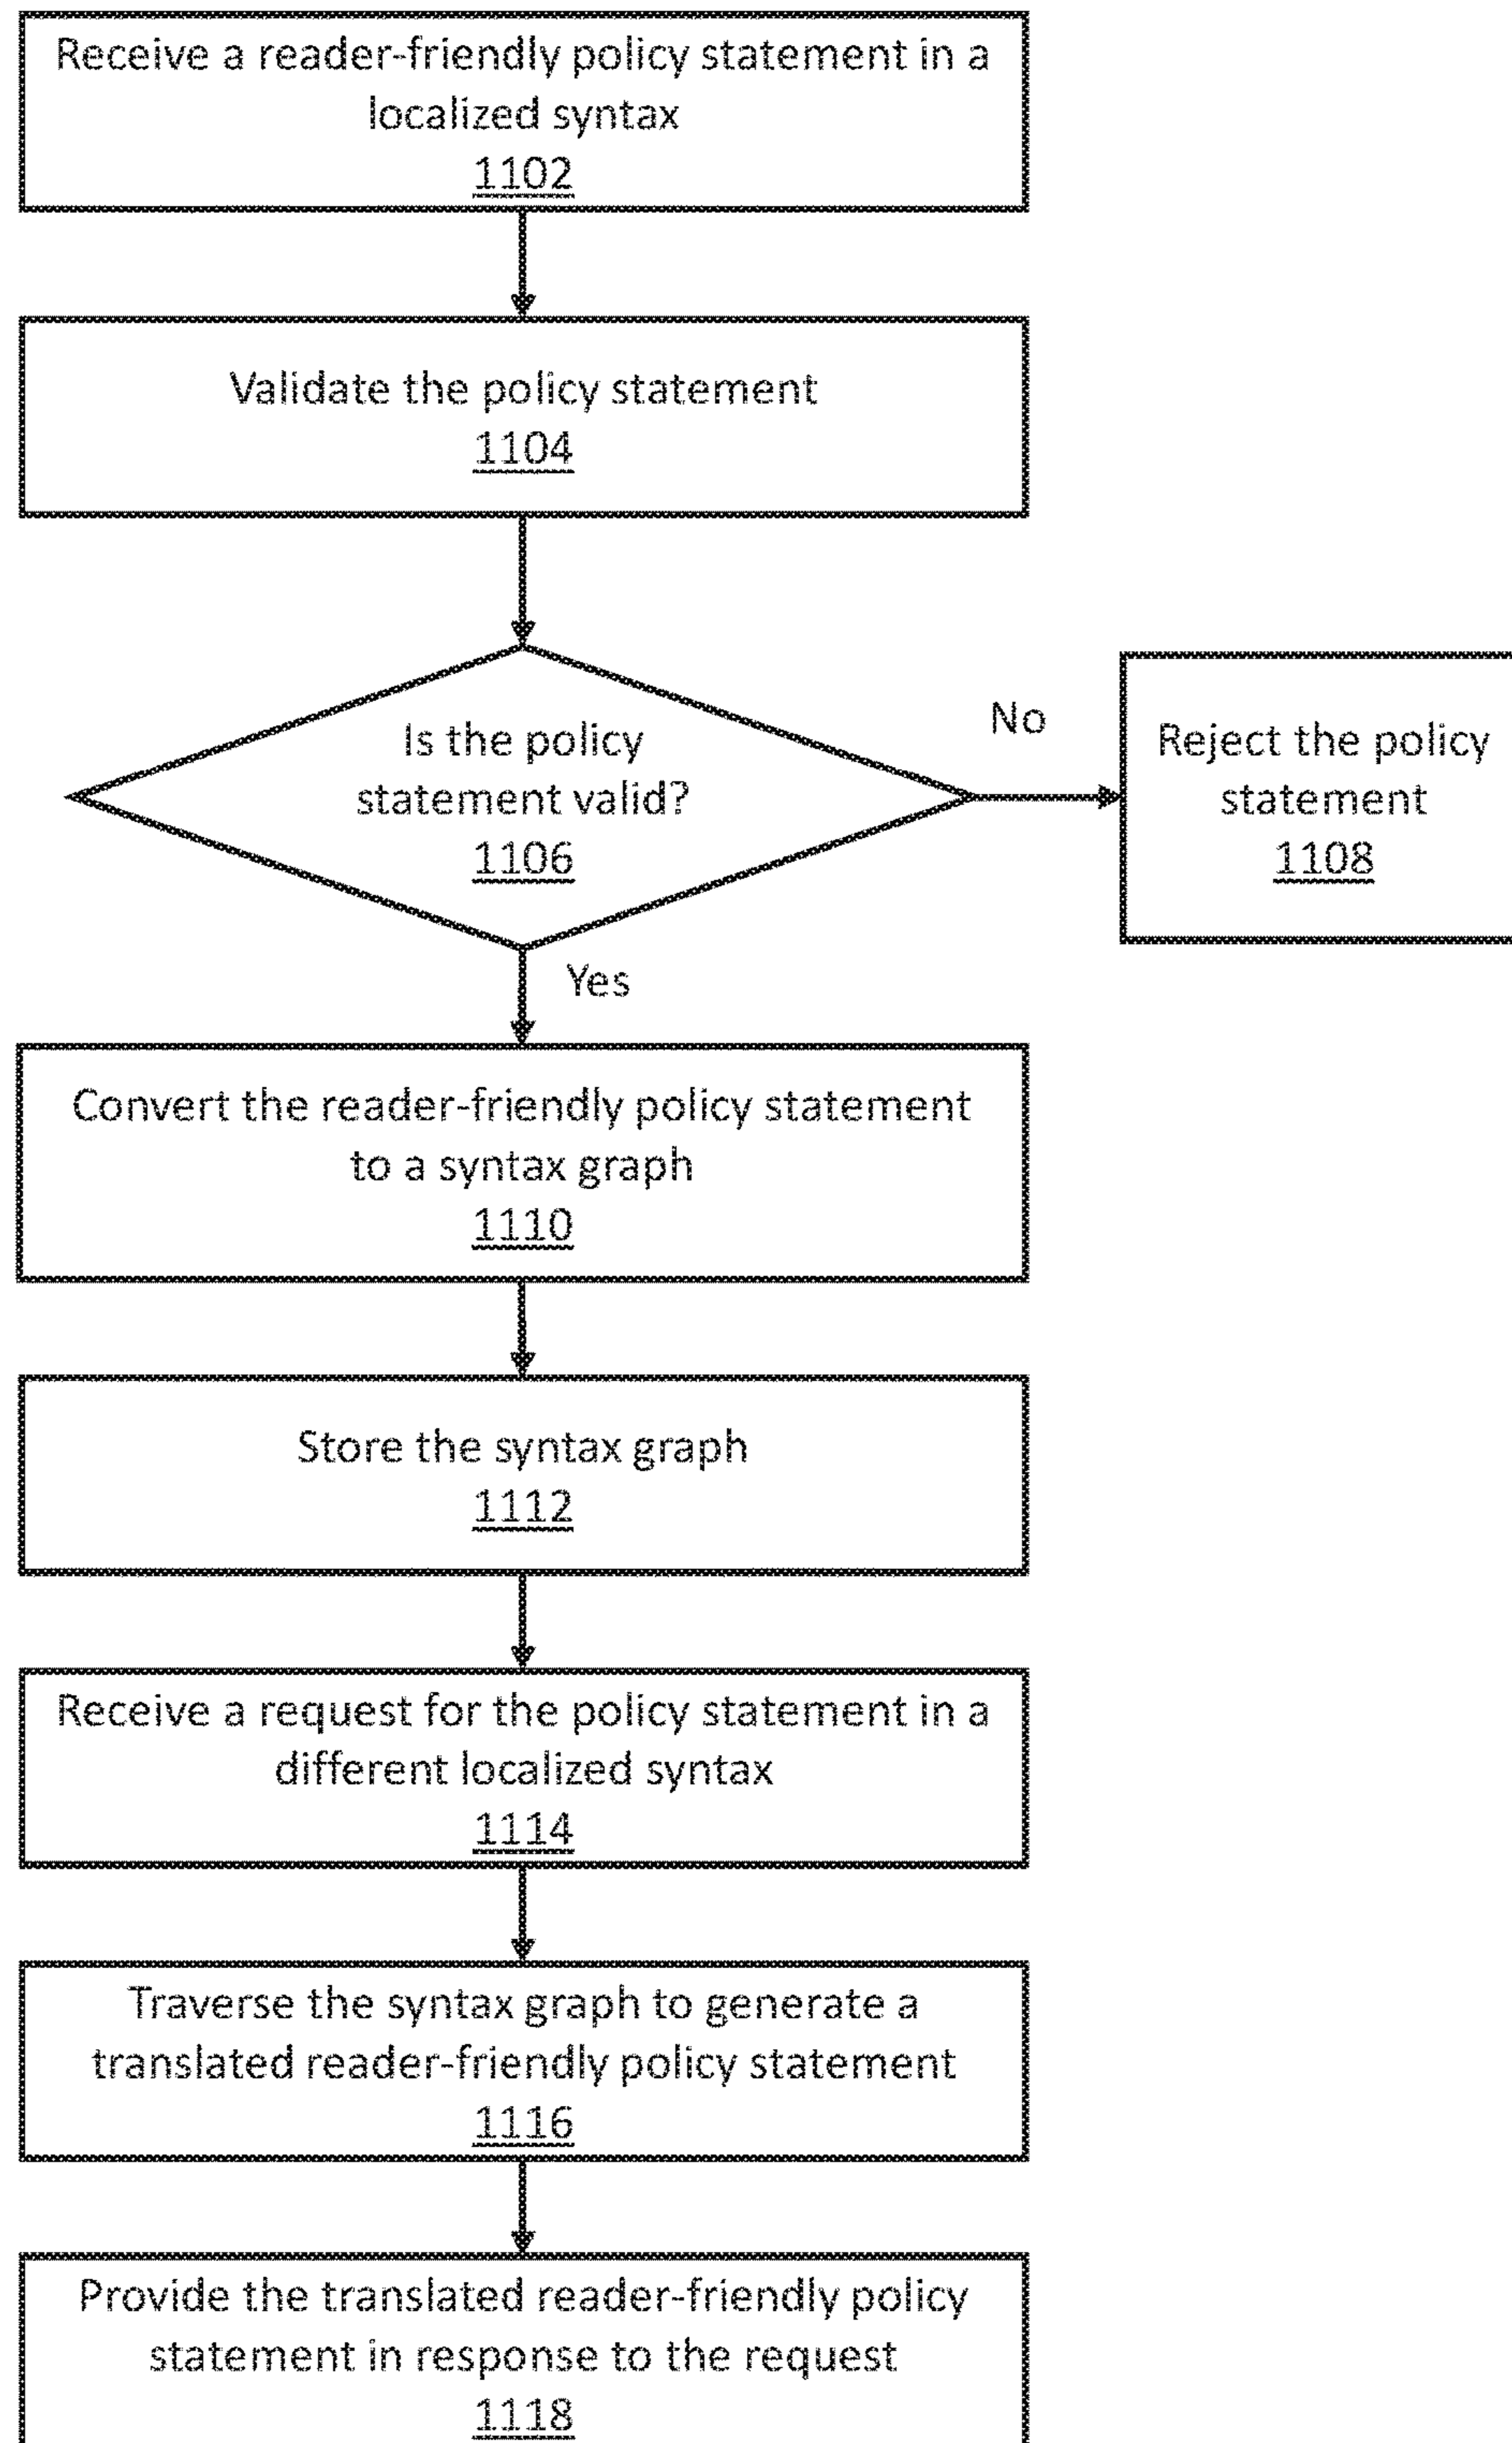 Receive a reader-friendly policy statement in a
localized syntax
1102
Validate the policy statement
1104
Is the policy
statement valid?
1106
No
Reject the policy
statement
1108
Yes
Convert the reader-friendly policy statement
to a syntax graph
1110
Store the syntax graph
1112
Receive a request for the policy statement in a
different localized syntax
1114
Traverse the syntax graph to generate a
translated reader-friendly policy statement
1116
Provide the translated reader-friendly policy
statement in response to the request
1118